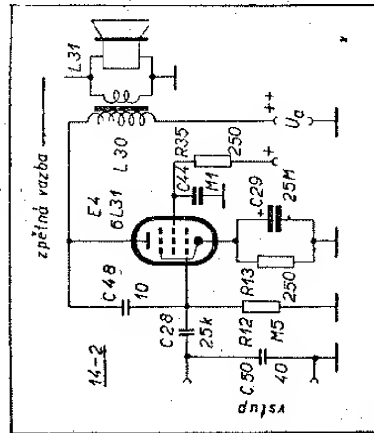 zpětná vazba
L31
E4
6L31
L30
++
Ua
+
C48
10
R35
250
C44
M1
14-2
C28
25k
+C29
25M
R13
250
R12
M5
C50
40
vstup